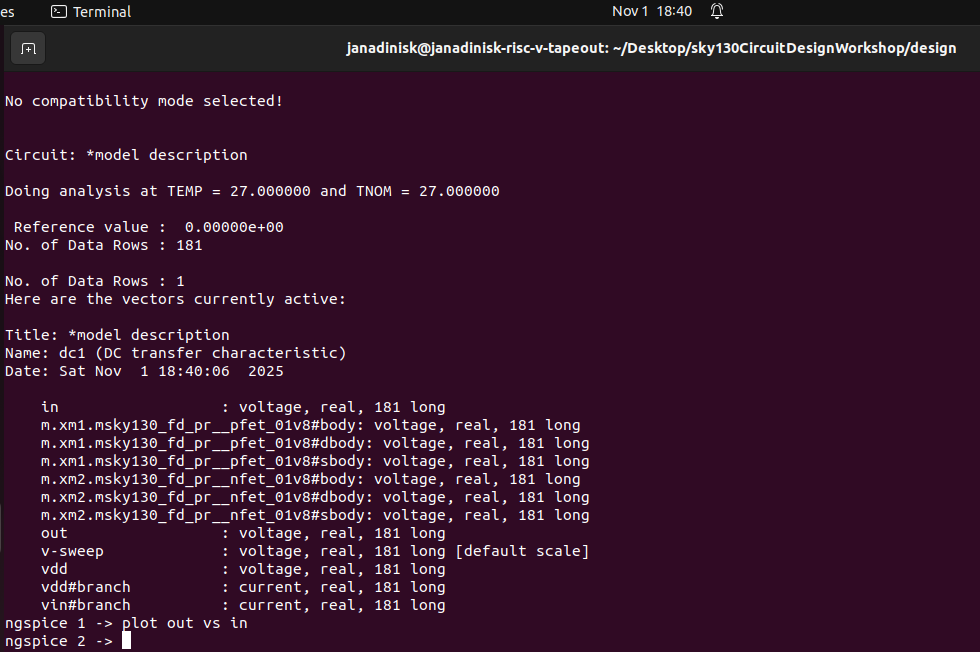 es Terminal Nov 1 18:40
janadinisk@janadinisk-risc-v-tapeout: ~/Desktop/sky130CircuitDesignWorkshop/design
No compatibility mode selected!
Circuit: *model description
Doing analysis at TEMP = 27.000000 and TNOM = 27.000000
Reference value :  0.00000e+00
No. of Data Rows : 181
No. of Data Rows : 1
Here are the vectors currently active:
Title: *model description
Name: dc1 (DC transfer characteristic)
Date: Sat Nov  1 18:40:06  2025
in                  : voltage, real, 181 long
m.xm1.msky130_fd_pr__pfet_01v8#body: voltage, real, 181 long
m.xm1.msky130_fd_pr__pfet_01v8#dbody: voltage, real, 181 long
m.xm1.msky130_fd_pr__pfet_01v8#sbody: voltage, real, 181 long
m.xm2.msky130_fd_pr__nfet_01v8#body: voltage, real, 181 long
m.xm2.msky130_fd_pr__nfet_01v8#dbody: voltage, real, 181 long
m.xm2.msky130_fd_pr__nfet_01v8#sbody: voltage, real, 181 long
out                 : voltage, real, 181 long
v-sweep             : voltage, real, 181 long [default scale]
vdd                 : voltage, real, 181 long
vdd#branch          : current, real, 181 long
vin#branch          : current, real, 181 long
ngspice 1 -> plot out vs in
ngspice 2 ->